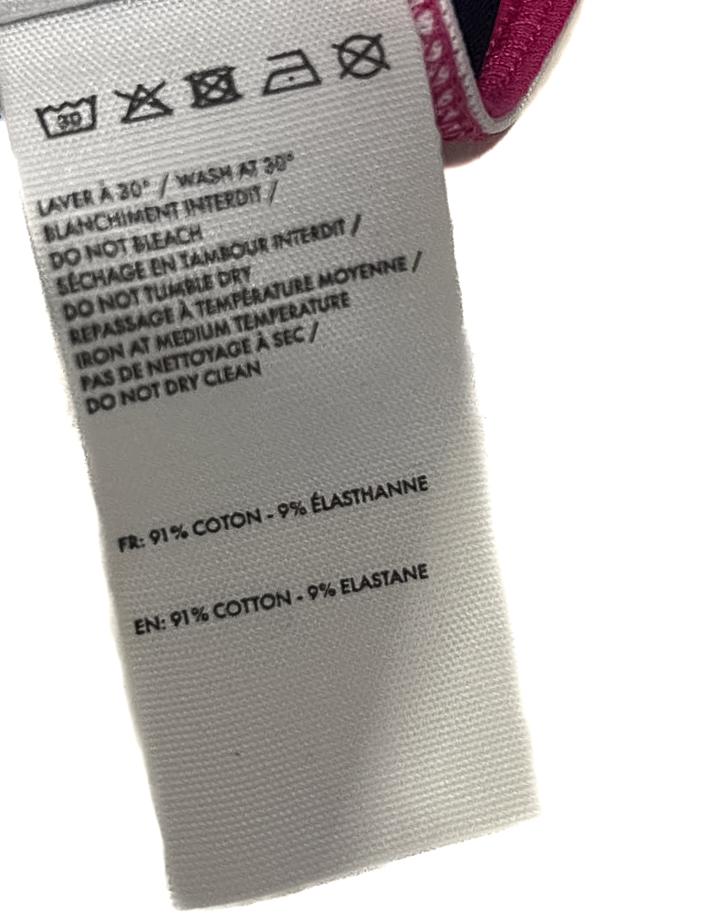 30
LAVER À 30° / WASH AT 30°
BLANCHIMENT INTERDIT /
DO NOT BLEACH
SÉCHAGE EN TAMBOUR INTERDIT /
DO NOT TUMBLE DRY
REPASSAGE À TEMPÉRATURE MOYENNE /
IRON AT MEDIUM TEMPERATURE
PAS DE NETTOYAGE À SEC /
DO NOT DRY CLEAN
FR: 91% COTON - 9% ÉLASTHANNE
EN: 91% COTTON - 9% ELASTANE